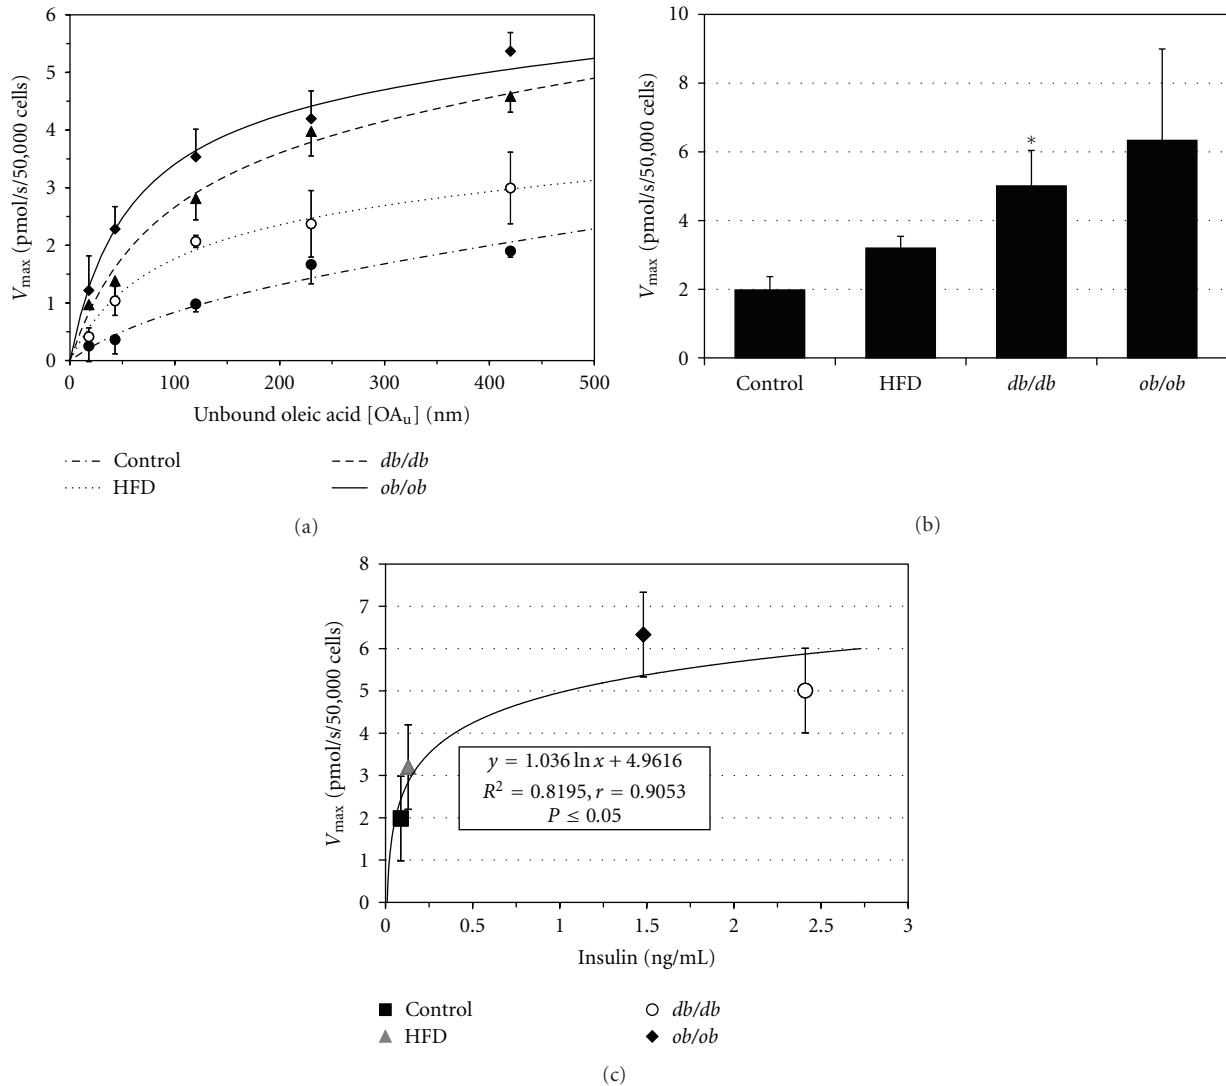 6
5
4
3
2
1
0
V_max (pmol/s/50,000 cells)
0 100 200 300 400 500
Unbound oleic acid [OA_u] (nm)
Control
HFD
db/db
ob/ob
(a)
10
8
6
4
2
0
V_max (pmol/s/50,000 cells)
*
Control HFD db/db ob/ob
(b)
8
7
6
5
4
3
2
1
0
V_max (pmol/s/50,000 cells)
y = 1.036 ln x + 4.9616
R² = 0.8195, r = 0.9053
P ≤ 0.05
0 0.5 1 1.5 2 2.5 3
Insulin (ng/mL)
Control
HFD
db/db
ob/ob
(c)